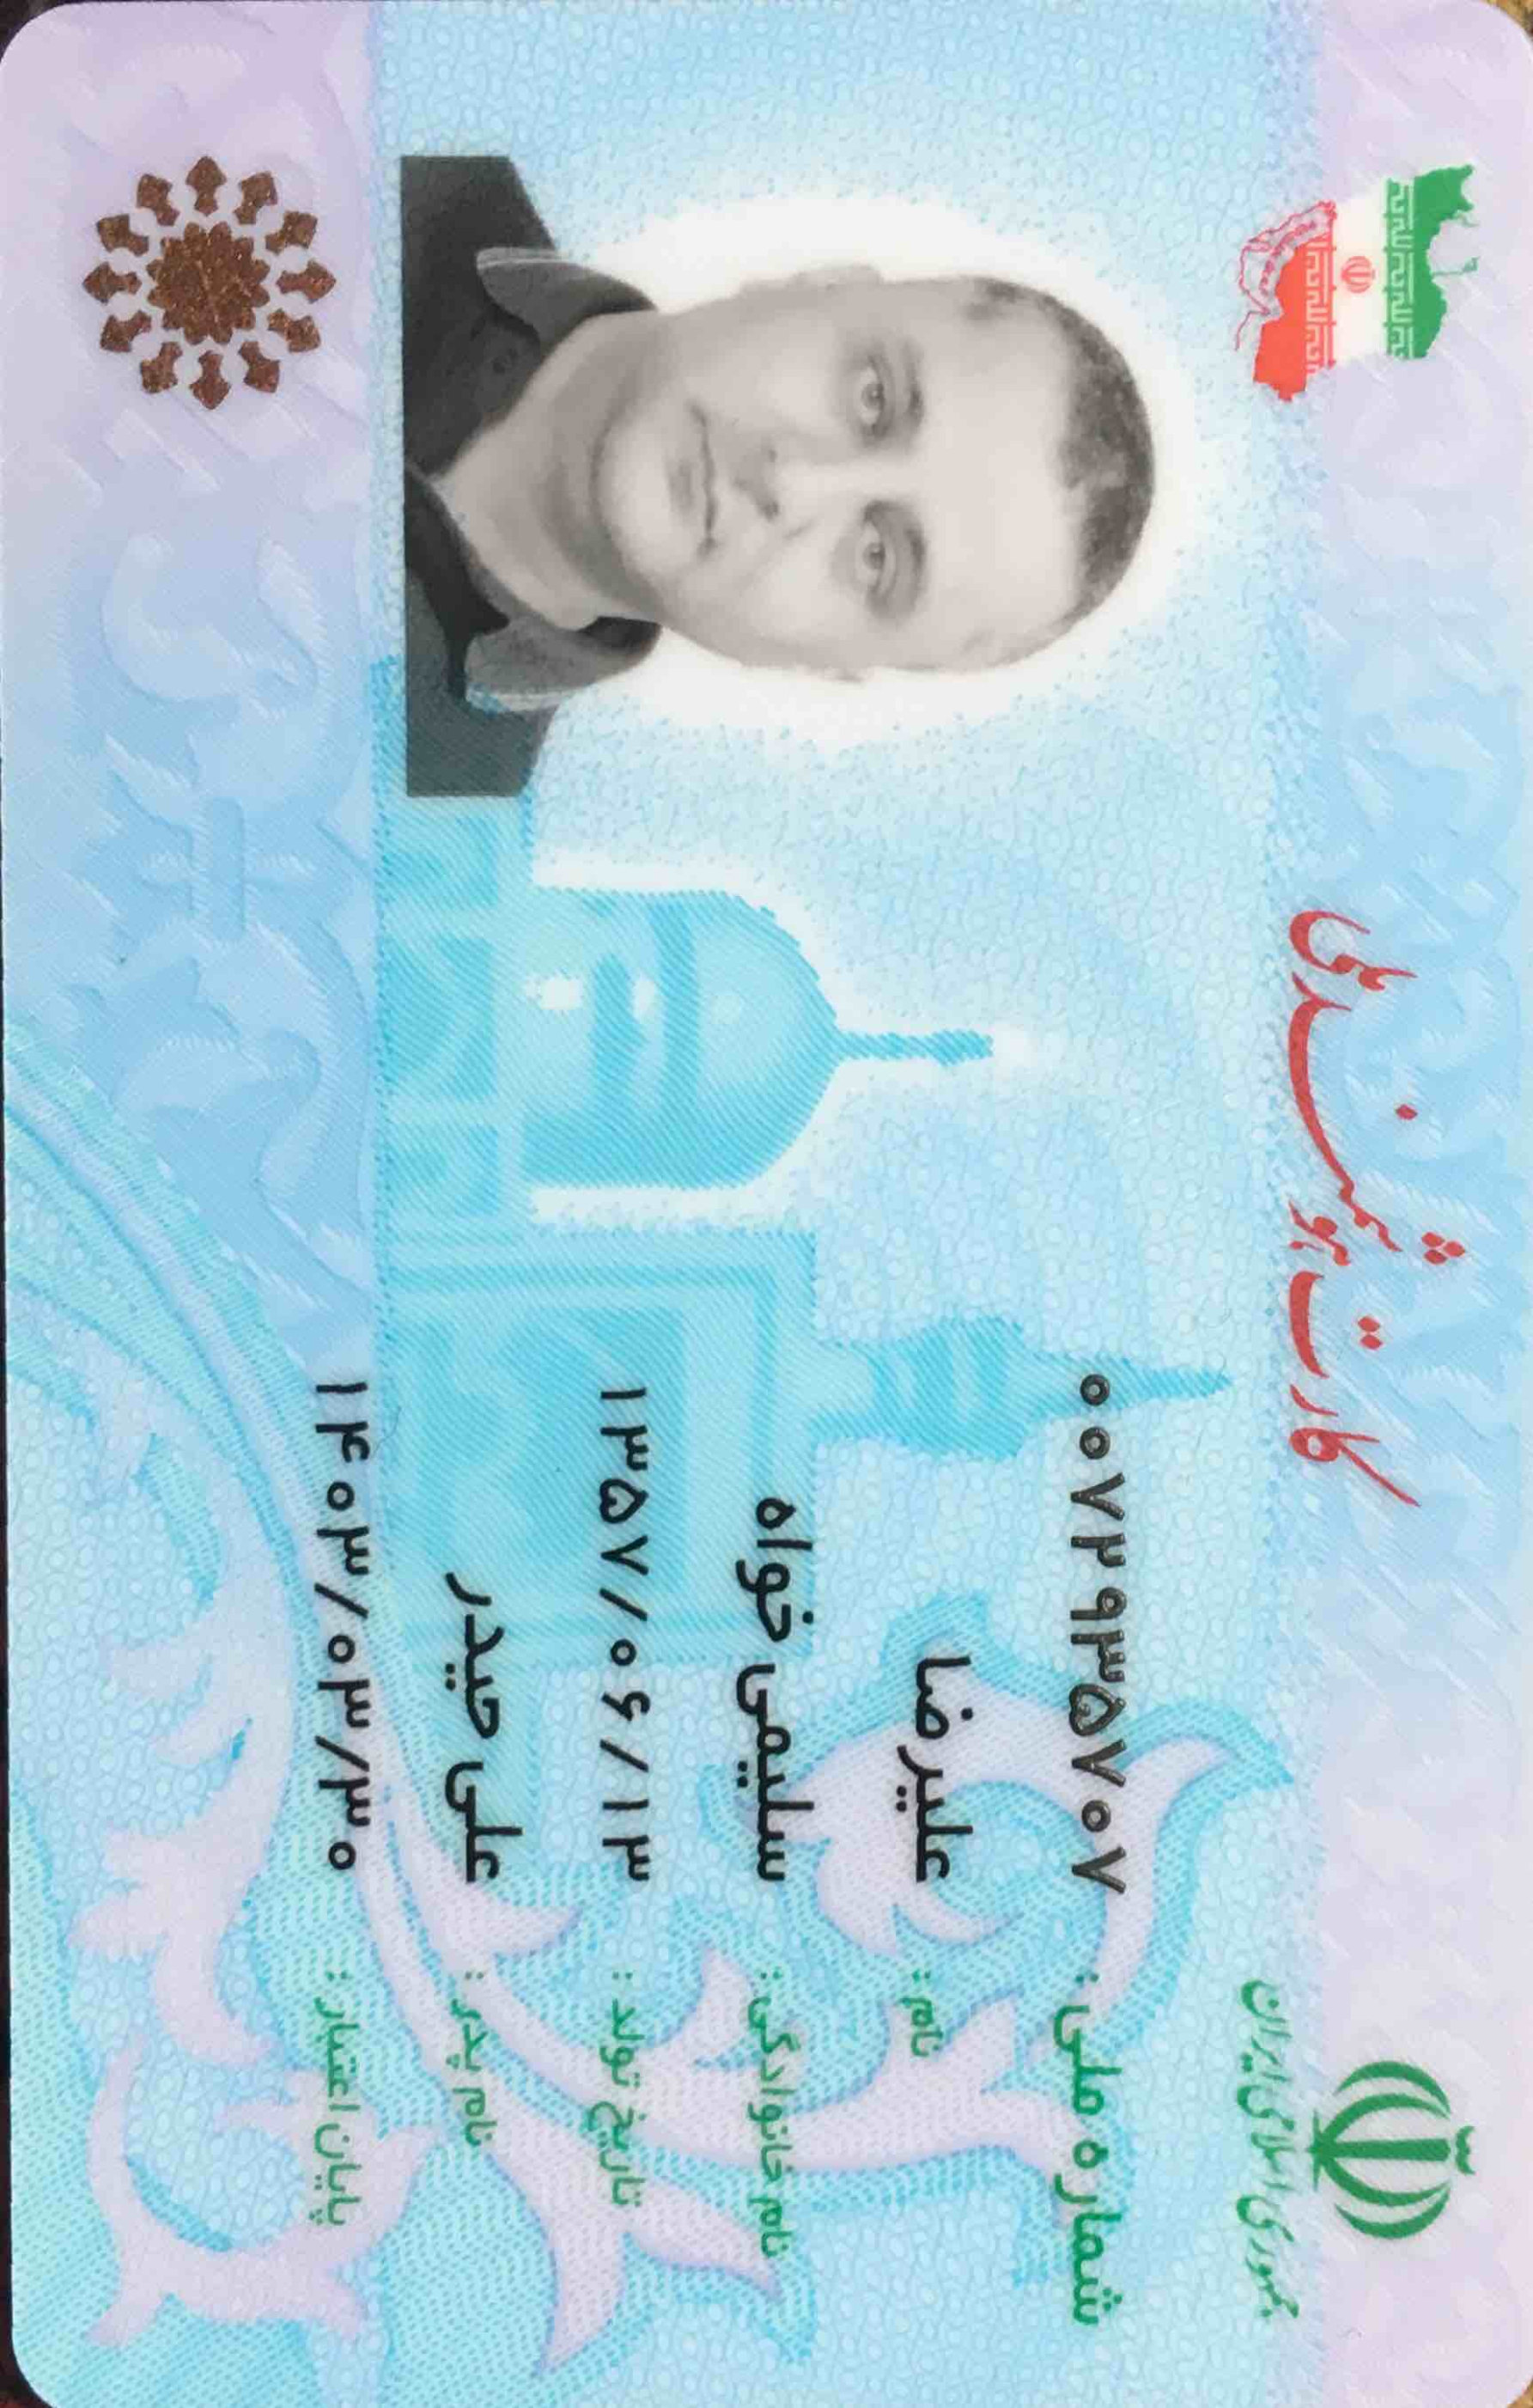 کارت هوشمند ملی
جمهوری اسلامی ایران
شماره ملی : ۰۰۷۲۹۳۵۷۰۷
نام : علیرضا
نام خانوادگی : سلیمی خواه
تاریخ تولد : ۱۳۵۷/۰۶/۱۳
نام پدر : علی حیدر
پایان اعتبار : ۱۴۰۳/۰۳/۳۰